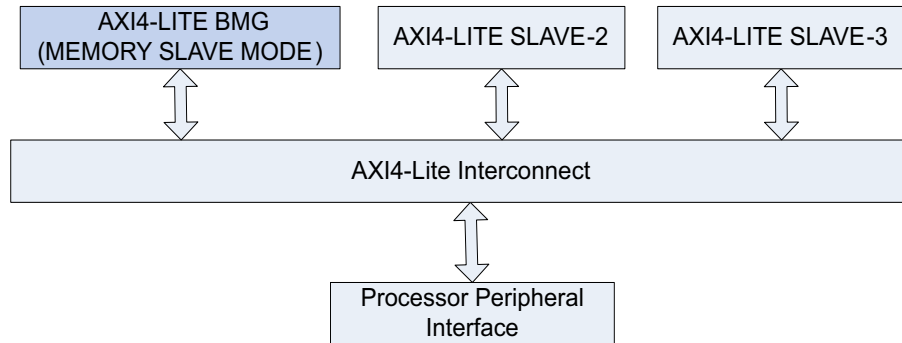 AXI4-LITE BMG
(MEMORY SLAVE MODE)
AXI4-LITE SLAVE-2
AXI4-LITE SLAVE-3
AXI4-Lite Interconnect
Processor Peripheral
Interface